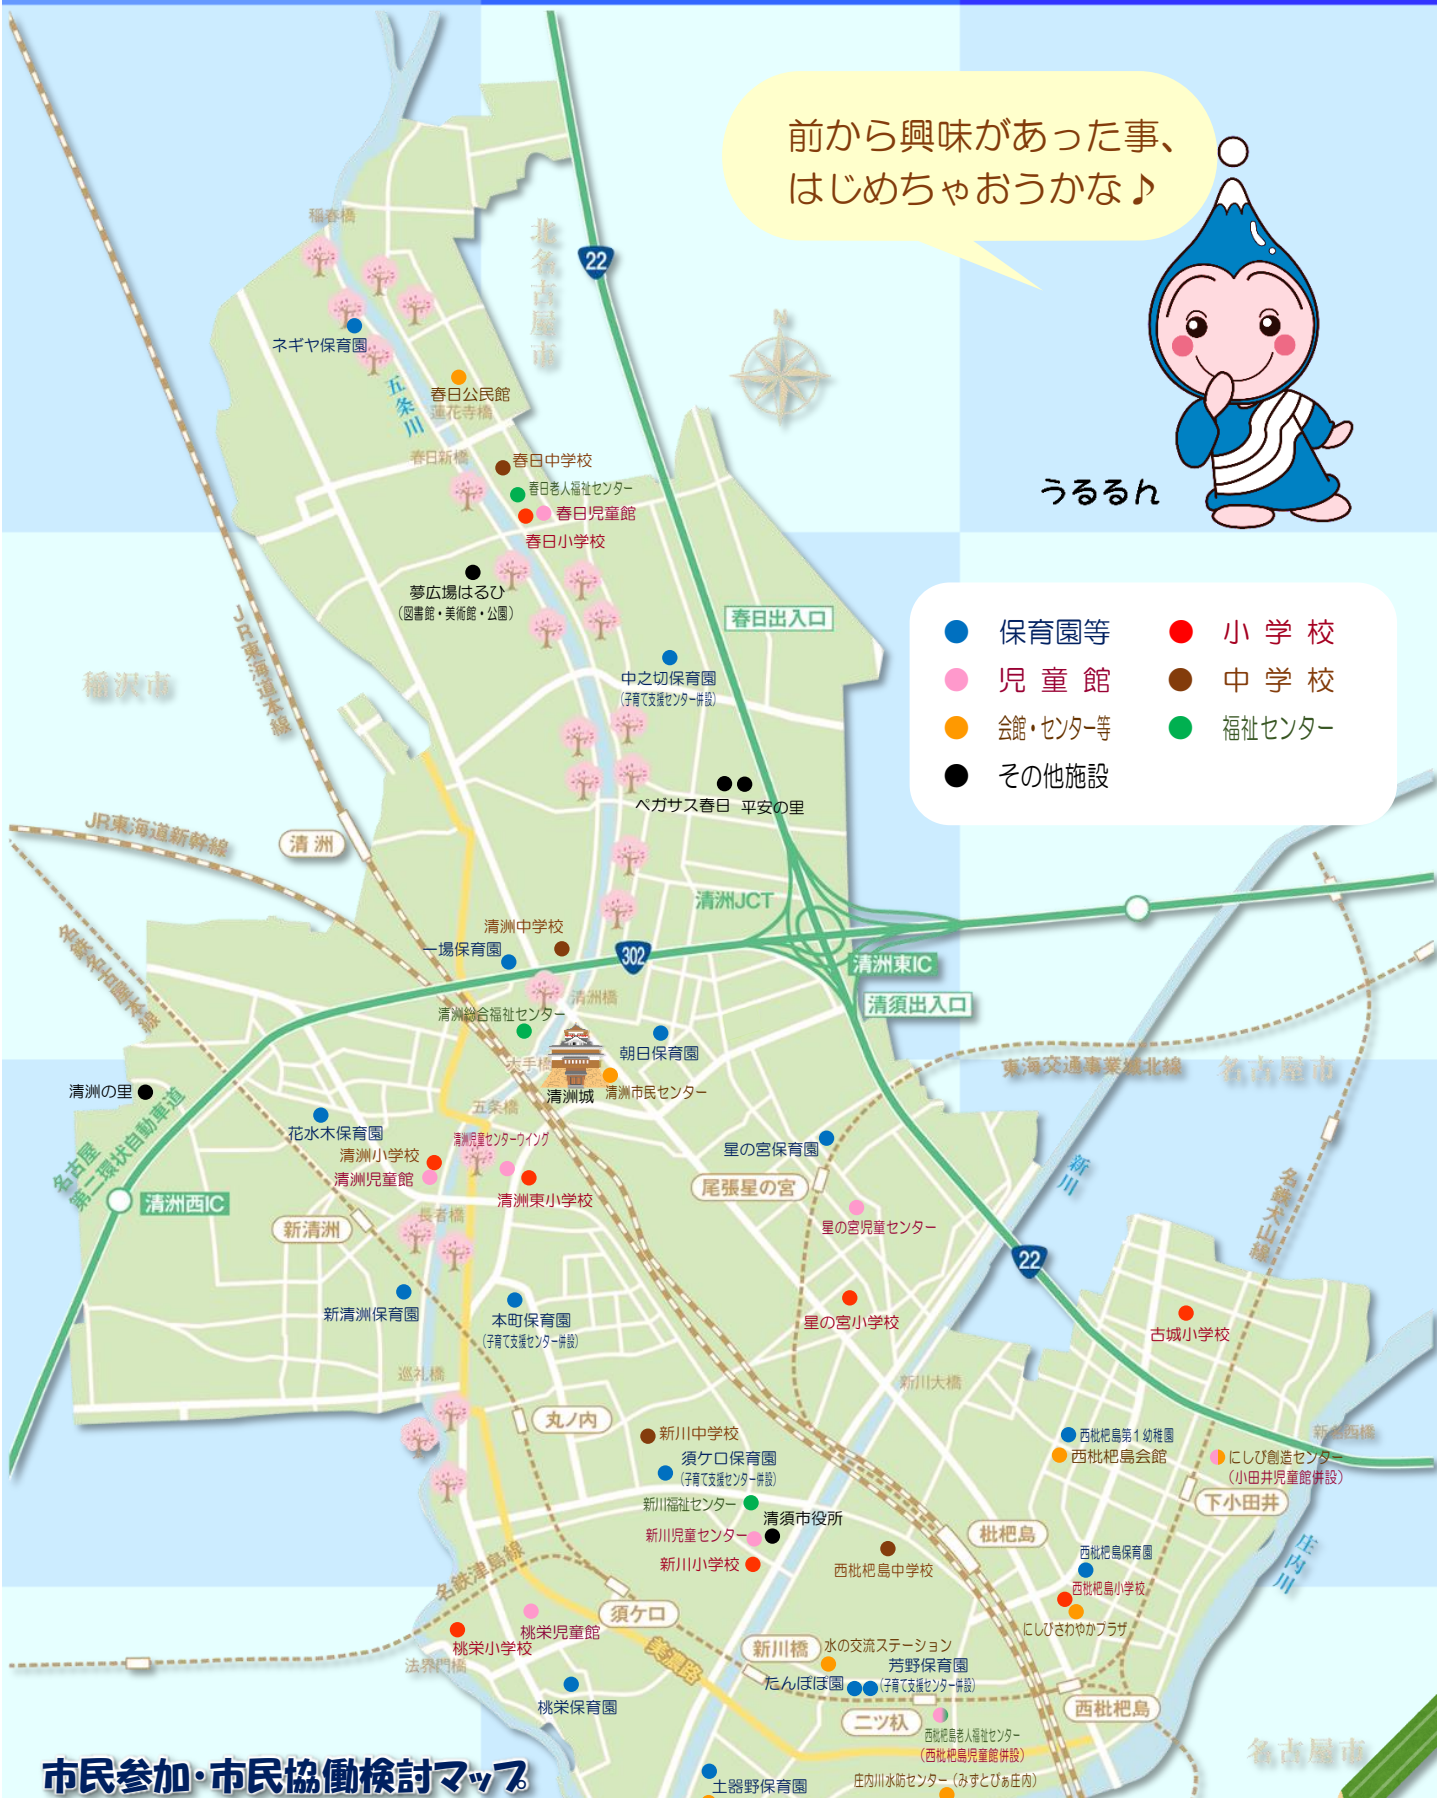 前から興味があった事、
はじめちゃおうかな♪
うるるん
保育園等
小 学 校
児 童 館
中 学 校
会館・センター等
福祉センター
その他施設
N
北名古屋市
22
稲春橋
ネギヤ保育園
五条川
春日公民館
蓮花寺橋
春日新橋
春日中学校
春日老人福祉センター
春日児童館
春日小学校
夢広場はるひ
(図書館・美術館・公園)
春日出入口
JR東海道本線
稲沢市
中之切保育園
(子育て支援センター併設)
ペガサス春日
平安の里
JR東海道新幹線
清洲
清洲JCT
名鉄名古屋本線
清洲中学校
一場保育園
302
清洲東IC
清須出入口
清洲橋
清洲総合福祉センター
大手橋
朝日保育園
清洲城
清洲市民センター
東海交通事業城北線
名古屋市
清洲の里
名古屋
第二環状自動車道
五条橋
花水木保育園
清洲児童センターウイング
清洲小学校
清洲児童館
清洲東小学校
清洲西IC
星の宮保育園
尾張星の宮
新川
名鉄犬山線
新清洲
長者橋
星の宮児童センター
22
新清洲保育園
本町保育園
(子育て支援センター併設)
星の宮小学校
古城小学校
巡礼橋
新川大橋
丸ノ内
新川中学校
須ケ口保育園
(子育て支援センター併設)
西枇杷島第１幼稚園
西枇杷島会館
新名西橋
にしび創造センター
(小田井児童館併設)
下小田井
新川福祉センター
清須市役所
新川児童センター
新川小学校
枇杷島
西枇杷島中学校
西枇杷島保育園
庄内川
西枇杷島小学校
にしびさわやかプラザ
名鉄津島線
須ケ口
桃栄児童館
桃栄小学校
法界門橋
美濃路
新川橋
水の交流ステーション
芳野保育園
たんぽぽ園
(子育て支援センター併設)
桃栄保育園
二ツ杁
西枇杷島
西枇杷島老人福祉センター
(西枇杷島児童館併設)
名古屋市
市民参加・市民協働検討マップ
土器野保育園
庄内川水防センター(みずとぴぁ庄内)